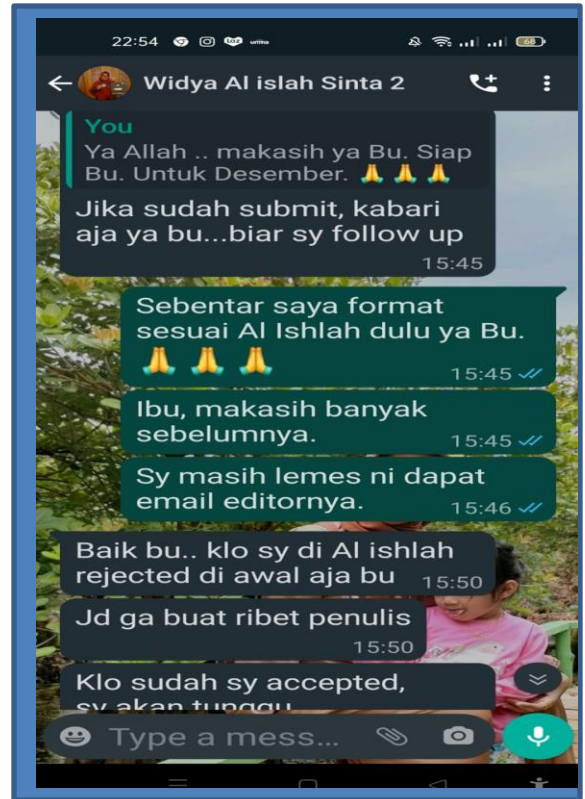 22:54
68
Widya Al islah Sinta 2
You
Ya Allah .. makasih ya Bu. Siap
Bu. Untuk Desember. 🙏🙏🙏
Jika sudah submit, kabari
aja ya bu...biar sy follow up
15:45
Sebentar saya format
sesuai Al Ishlah dulu ya Bu.
🙏🙏🙏
15:45
Ibu, makasih banyak
sebelumnya.
15:45
Sy masih lemes ni dapat
email editornya.
15:46
Baik bu.. klo sy di Al ishlah
rejected di awal aja bu
15:50
Jd ga buat ribet penulis
15:50
Klo sudah sy accepted,
sy akan tunggu
Type a mess...